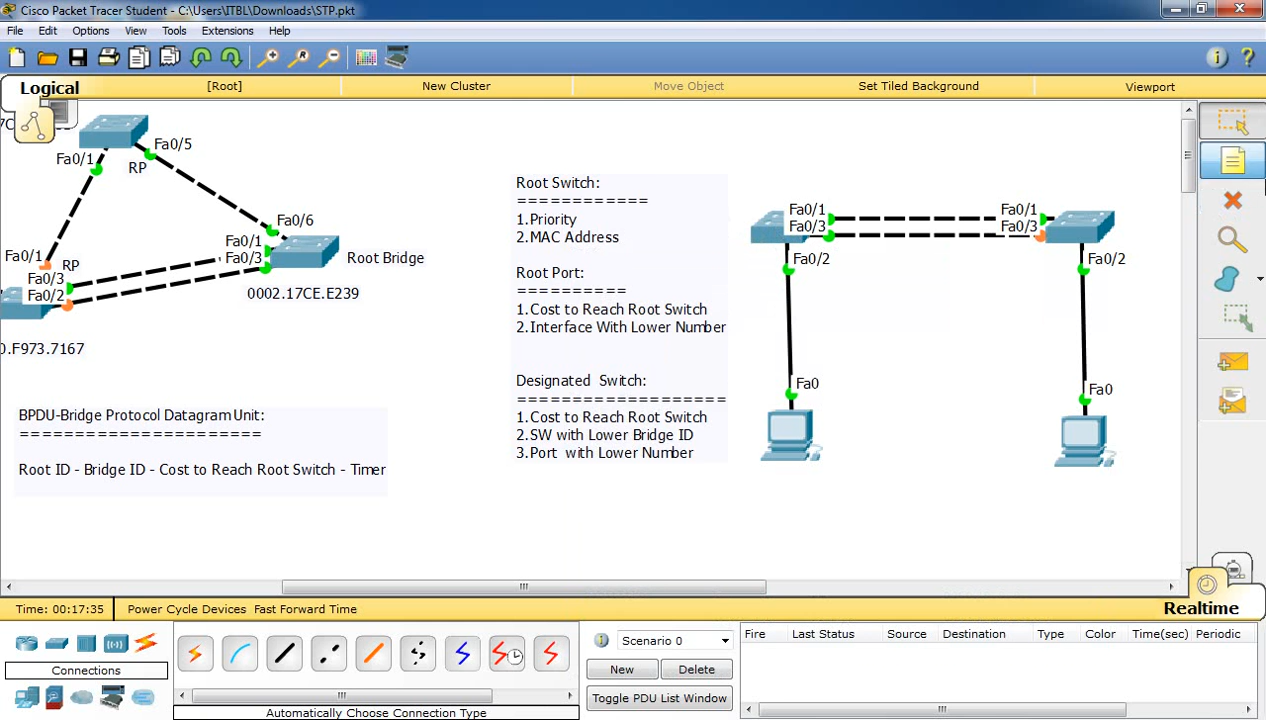 Cisco Packet Tracer Student - C:\Users\ITBL\Downloads\STP.pkt
File Edit Options View Tools Extensions Help
Logical [Root] New Cluster Move Object Set Tiled Background Viewport
Fa0/5
Fa0/1
RP
Fa0/6
Fa0/1
Fa0/3
Root Bridge
0002.17CE.E239
Fa0/1
RP
Fa0/3
Fa0/2
0.F973.7167
BPDU-Bridge Protocol Datagram Unit:
======================
Root ID - Bridge ID - Cost to Reach Root Switch - Timer
Root Switch:
============
1.Priority
2.MAC Address
Root Port:
==========
1.Cost to Reach Root Switch
2.Interface With Lower Number
Designated Switch:
===================
1.Cost to Reach Root Switch
2.SW with Lower Bridge ID
3.Port with Lower Number
Fa0/1 Fa0/1
Fa0/3 Fa0/3
Fa0/2 Fa0/2
Fa0 Fa0
Time: 00:17:35 Power Cycle Devices Fast Forward Time Realtime
Connections
Automatically Choose Connection Type
Scenario 0
New Delete
Toggle PDU List Window
Fire Last Status Source Destination Type Color Time(sec) Periodic